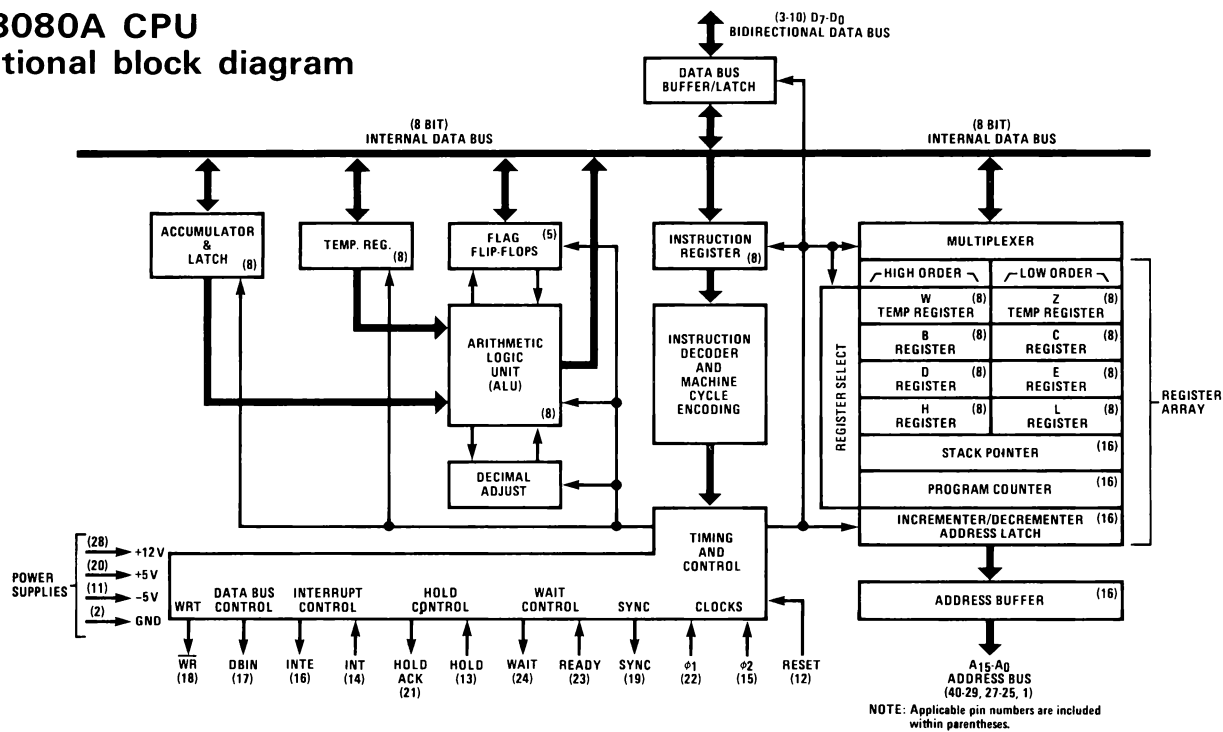 8080A CPU
tional block diagram
(3-10) D7-D0
BIDIRECTIONAL DATA BUS
DATA BUS
BUFFER/LATCH
(8 BIT)
INTERNAL DATA BUS
(8 BIT)
INTERNAL DATA BUS
ACCUMULATOR
&
LATCH
(8)
TEMP. REG.
(8)
FLAG
FLIP-FLOPS
(5)
INSTRUCTION
REGISTER
(8)
MULTIPLEXER
HIGH ORDER
LOW ORDER
W
TEMP REGISTER
(8)
Z
TEMP REGISTER
(8)
B
REGISTER
(8)
C
REGISTER
(8)
D
REGISTER
(8)
E
REGISTER
(8)
H
REGISTER
(8)
L
REGISTER
(8)
STACK POINTER
(16)
PROGRAM COUNTER
(16)
INCREMENTER/DECREMENTER
ADDRESS LATCH
(16)
REGISTER SELECT
REGISTER
ARRAY
ARITHMETIC
LOGIC
UNIT
(ALU)
(8)
INSTRUCTION
DECODER
AND
MACHINE
CYCLE
ENCODING
DECIMAL
ADJUST
TIMING
AND
CONTROL
POWER
SUPPLIES
(28)
+12V
(20)
+5V
(11)
-5V
(2)
GND
WRT
DATA BUS
CONTROL
INTERRUPT
CONTROL
HOLD
CONTROL
WAIT
CONTROL
SYNC
CLOCKS
ADDRESS BUFFER
(16)
WR
(18)
DBIN
(17)
INTE
(16)
INT
(14)
HOLD
ACK
(21)
HOLD
(13)
WAIT
(24)
READY
(23)
SYNC
(19)
φ1
(22)
φ2
(15)
RESET
(12)
A15-A0
ADDRESS BUS
(40-29, 27-25, 1)
NOTE: Applicable pin numbers are included
within parentheses.